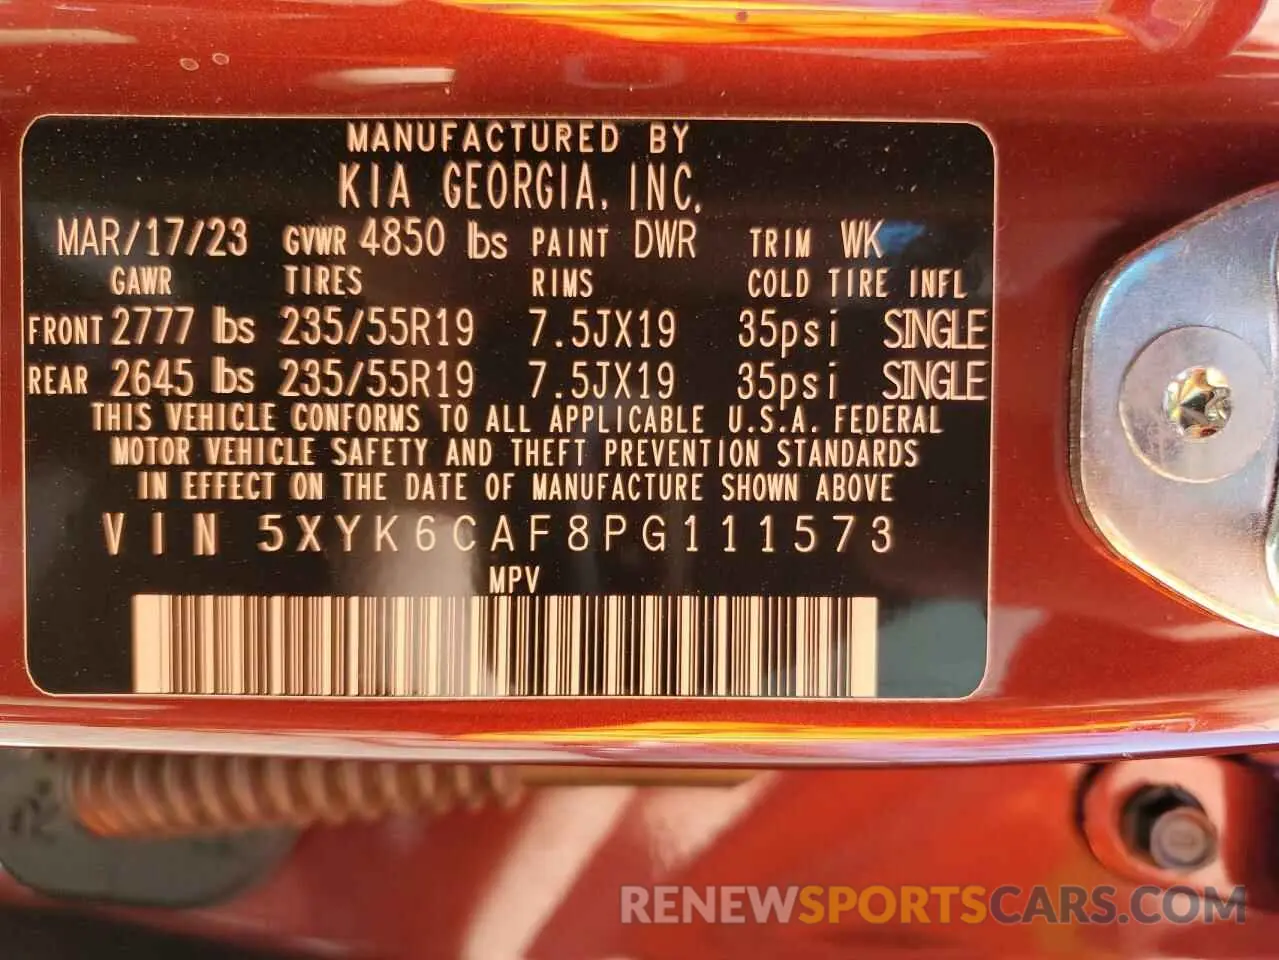 MANUFACTURED BY
KIA GEORGIA, INC.
MAR/17/23 GVWR 4850 lbs PAINT DWR TRIM WK
GAWR TIRES RIMS COLD TIRE INFL
FRONT 2777 lbs 235/55R19 7.5JX19 35psi SINGLE
REAR 2645 lbs 235/55R19 7.5JX19 35psi SINGLE
THIS VEHICLE CONFORMS TO ALL APPLICABLE U.S.A. FEDERAL
MOTOR VEHICLE SAFETY AND THEFT PREVENTION STANDARDS
IN EFFECT ON THE DATE OF MANUFACTURE SHOWN ABOVE
VIN 5XYK6CAF8PG111573
MPV
RENEWSPORTSCARS.COM